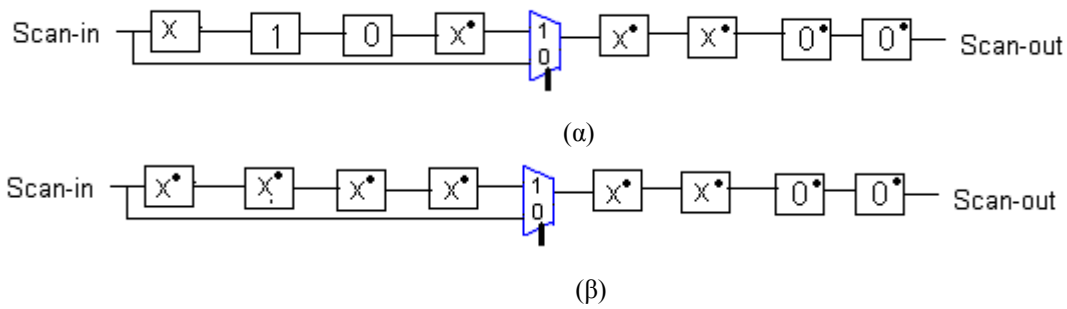 Scan-in X 1 0 X• 1 X• X• 0• 0• Scan-out
0
(α)
Scan-in X• X• X• X• 1 X• X• 0• 0• Scan-out
0
(β)